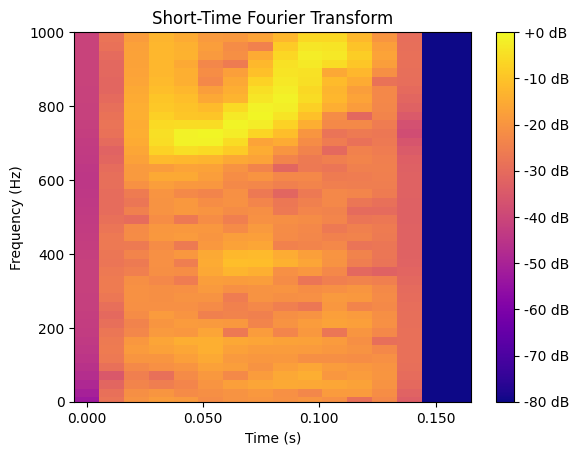 Short-Time Fourier Transform
1000
800
600
400
200
0
Frequency (Hz)
0.000
0.050
0.100
0.150
Time (s)
+0 dB
-10 dB
-20 dB
-30 dB
-40 dB
-50 dB
-60 dB
-70 dB
-80 dB